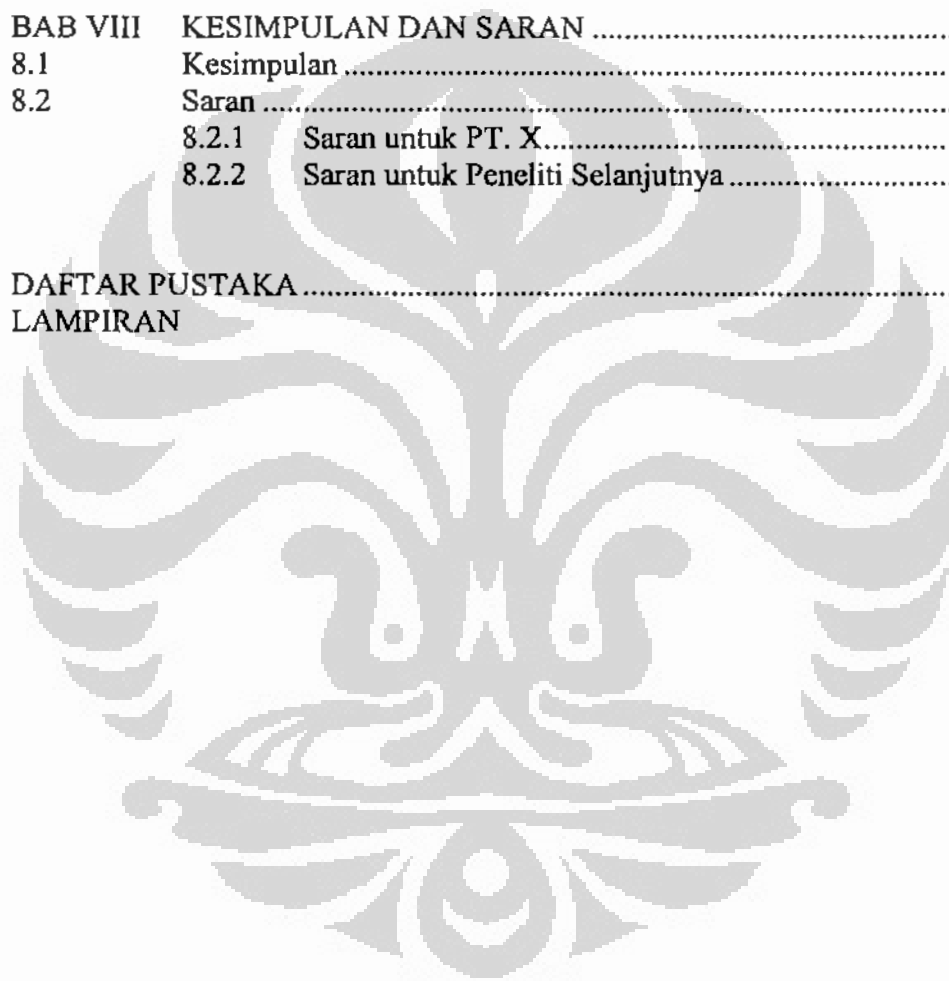 BAB VIII KESIMPULAN DAN SARAN ........................................
8.1 Kesimpulan ........................................
8.2 Saran ........................................
8.2.1 Saran untuk PT. X ........................................
8.2.2 Saran untuk Peneliti Selanjutnya ........................................
DAFTAR PUSTAKA ........................................
LAMPIRAN